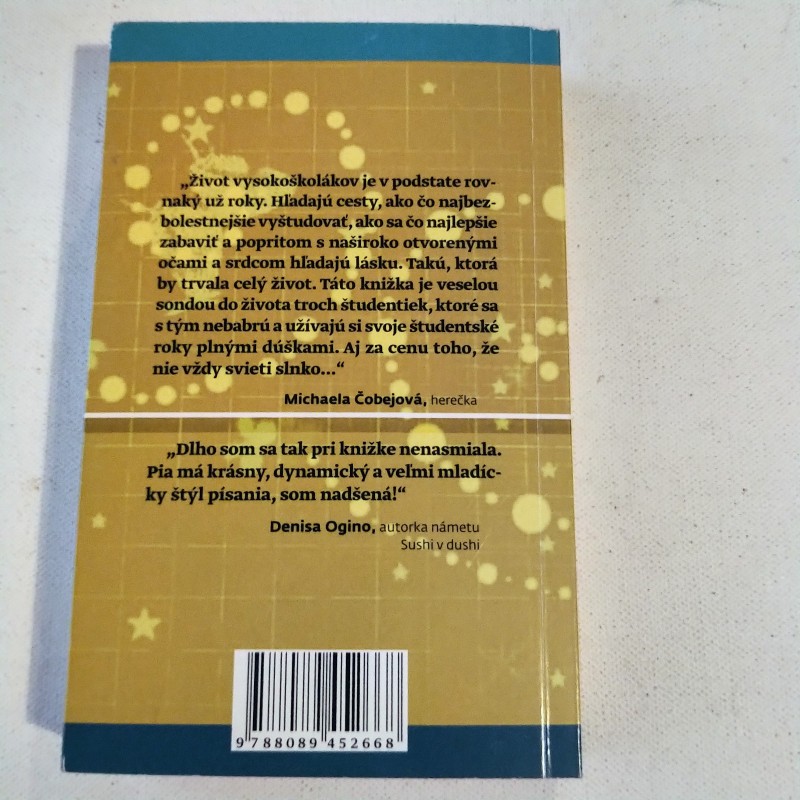 „Život vysokoškolákov je v podstate rov-
naký už roky. Hľadajú cesty, ako čo najbez-
bolestnejšie vyštudovať, ako sa čo najlepšie
zabaviť a popritom s naširoko otvorenými
očami a srdcom hľadajú lásku. Takú, ktorá
by trvala celý život. Táto knižka je veselou
sondou do života troch študentiek, ktoré sa
s tým nebabrú a užívajú si svoje študentské
roky plnými dúškami. Aj za cenu toho, že
nie vždy svieti slnko...“
Michaela Čobejová, herečka
„Dlho som sa tak pri knižke nenasmiala.
Pia má krásny, dynamický a veľmi mladíc-
ky štýl písania, som nadšená!“
Denisa Ogino, autorka námetu
Sushi v dushi
9 788089 452668